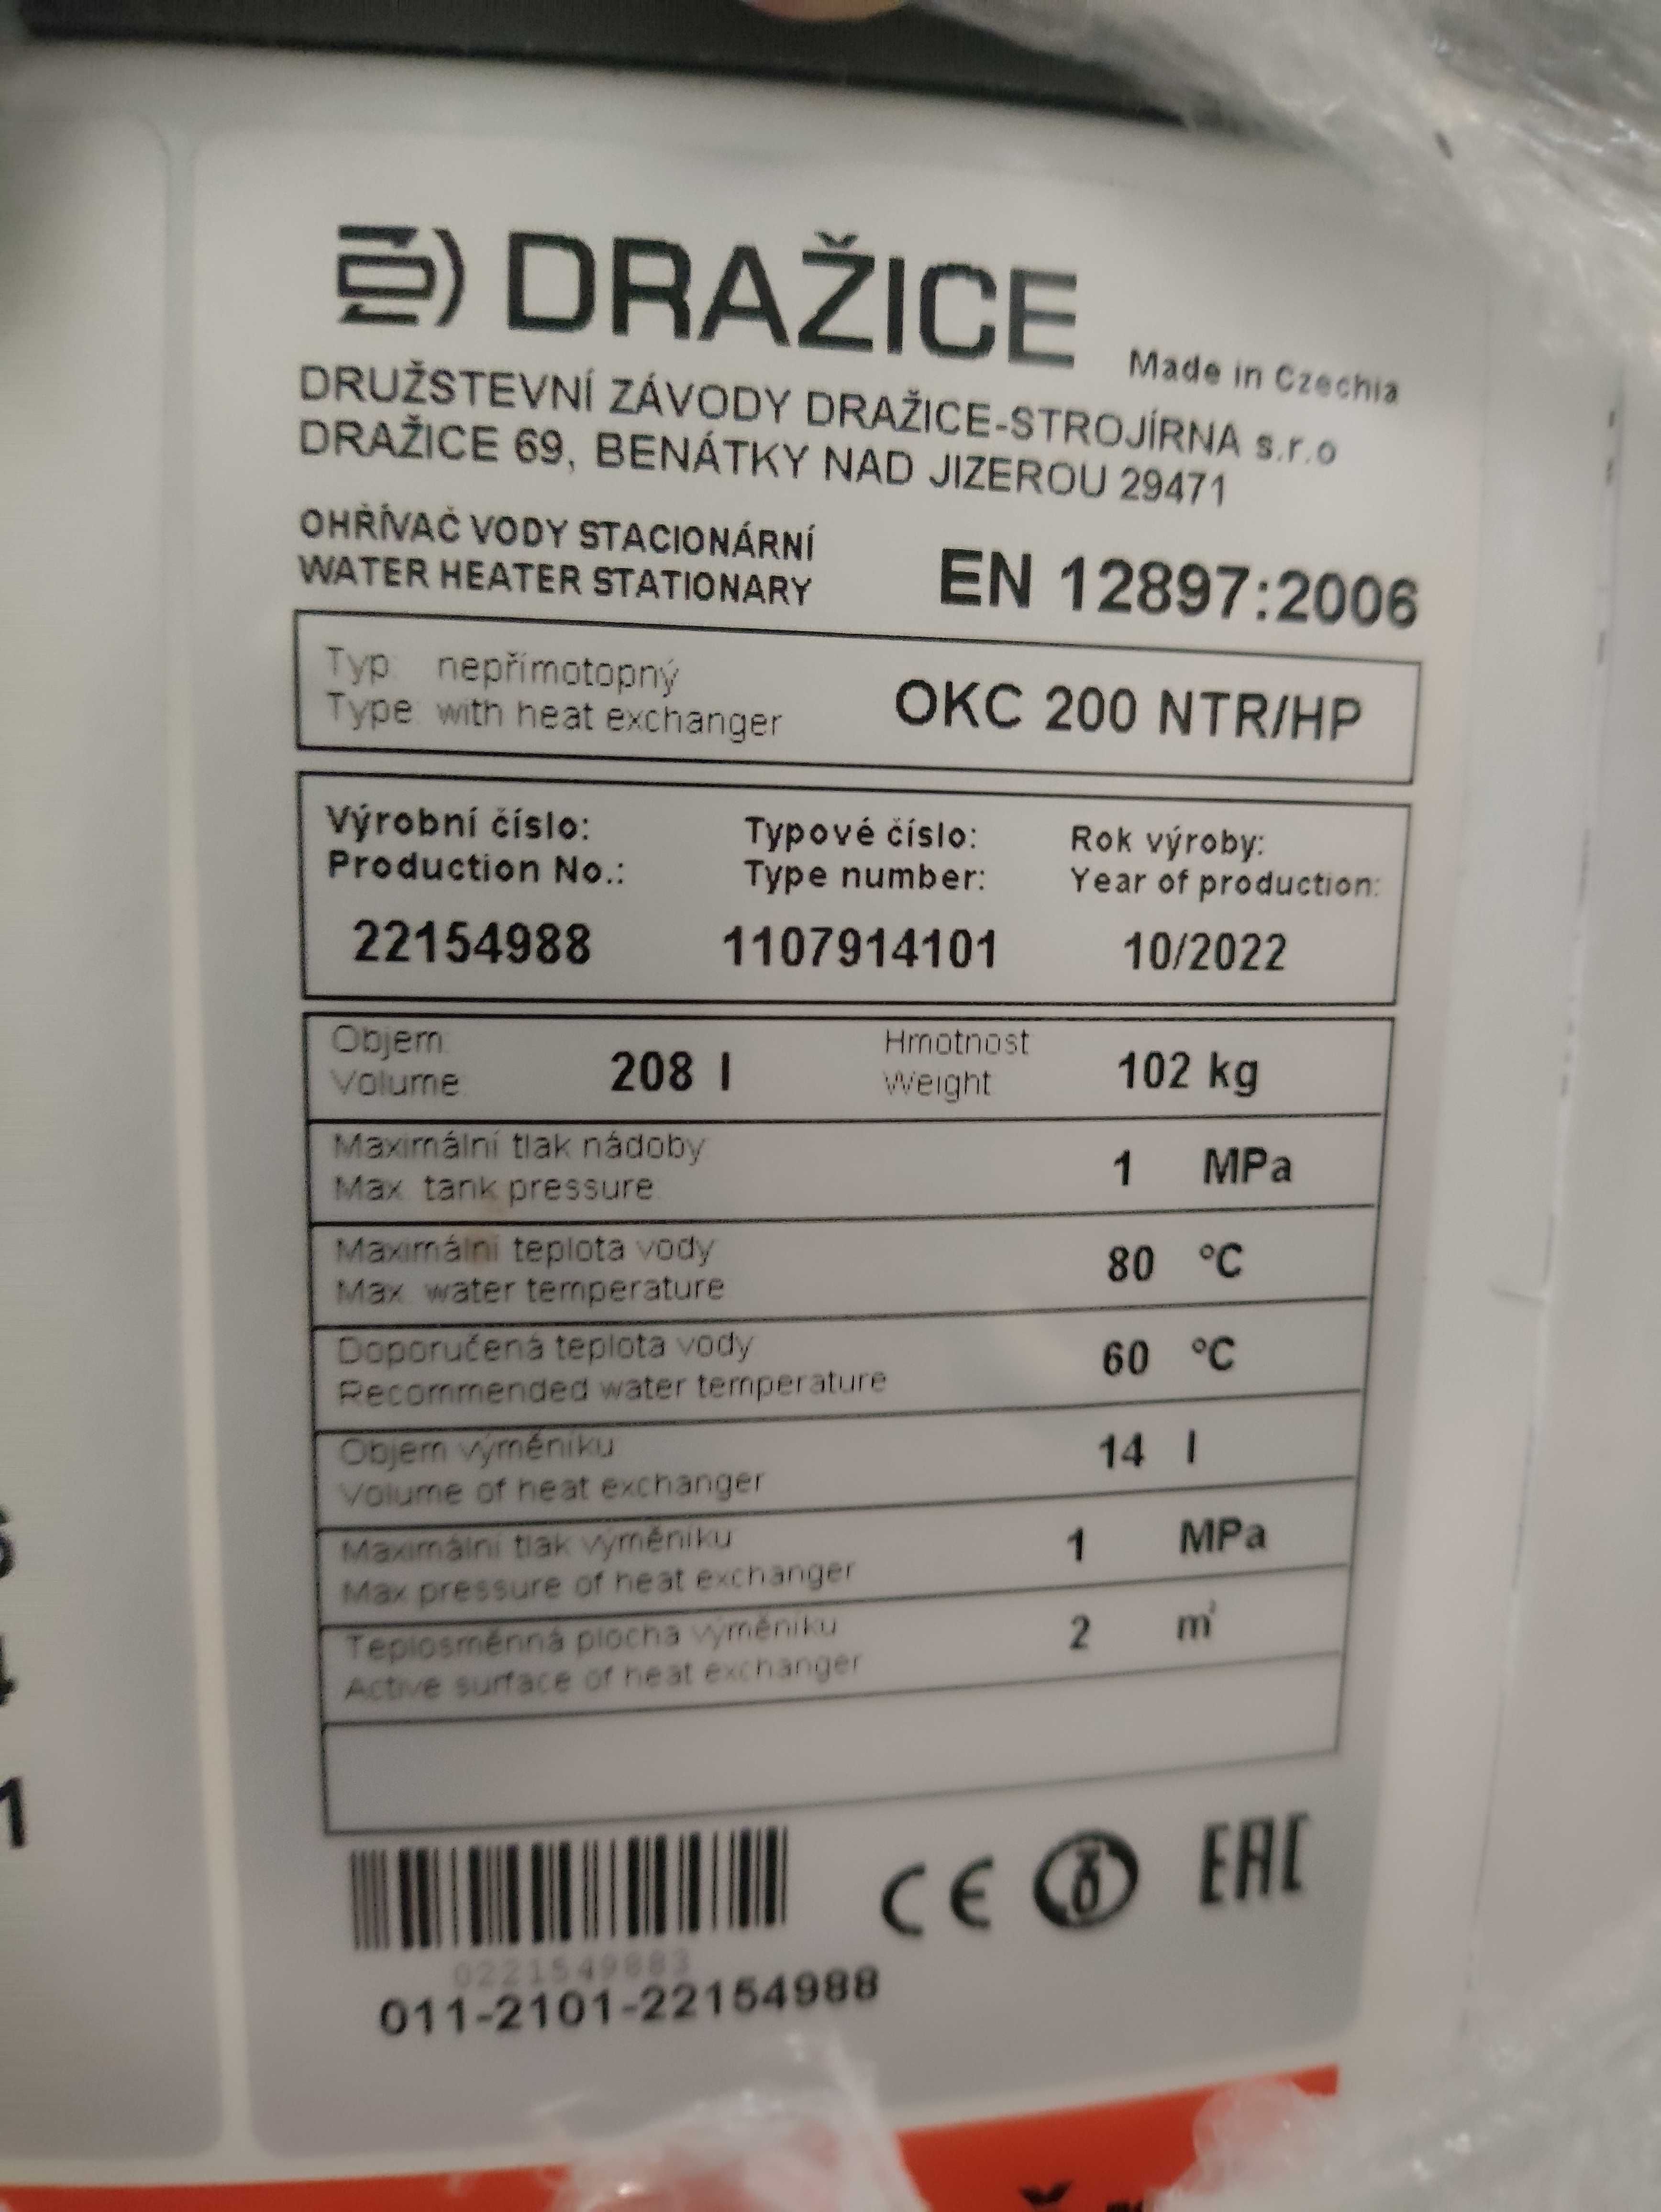 DRAŽICE
Made in Czechia
DRUŽSTEVNÍ ZÁVODY DRAŽICE-STROJÍRNA s.r.o
DRAŽICE 69, BENÁTKY NAD JIZEROU 29471
OHŘÍVAČ VODY STACIONÁRNÍ
WATER HEATER STATIONARY
EN 12897:2006
Typ: nepřímotopný
Type: with heat exchanger
OKC 200 NTR/HP
Výrobní číslo: Typové číslo: Rok výroby:
Production No.: Type number: Year of production:
22154988 1107914101 10/2022
Objem: Hmotnost
Volume: 208 l Weight 102 kg
Maximální tlak nádoby
Max. tank pressure 1 MPa
Maximální teplota vody
Max. water temperature 80 °C
Doporučená teplota vody
Recommended water temperature 60 °C
Objem výměníku
Volume of heat exchanger 14 l
Maximální tlak výměníku
Max pressure of heat exchanger 1 MPa
Teplosměnná plocha výměníku
Active surface of heat exchanger 2 m²
CE EAC
0221549883
011-2101-22154988